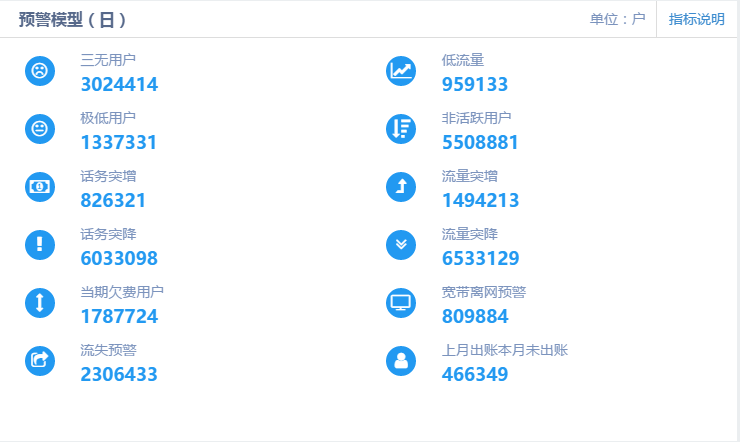 预警模型（日）
单位：户
指标说明
三无用户
3024414
低流量
959133
极低用户
1337331
非活跃用户
5508881
话务突增
826321
流量突增
1494213
话务突降
6033098
流量突降
6533129
当期欠费用户
1787724
宽带离网预警
809884
流失预警
2306433
上月出账本月未出账
466349